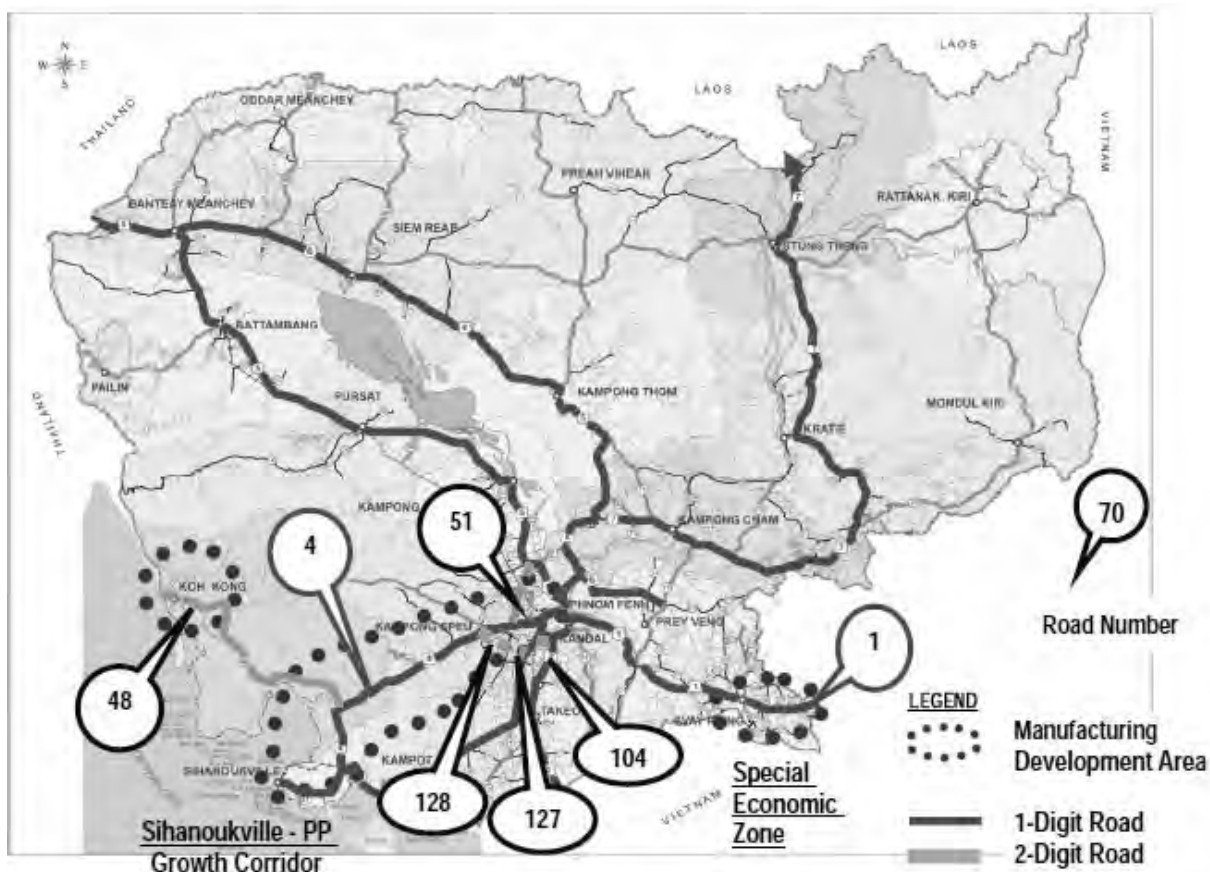 N
W E
S
LAOS
LAOS
THAILAND
ODDAR MEANCHEY
VIETNAM
PREAH VIHEAR
RATTANAK KIRI
BANTEAY MEANCHEY
SIEM REAP
STUNG TRENG
BATTAMBANG
PAILIN
PURSAT
KAMPONG THOM
MONDUL KIRI
THAILAND
KRATIE
KAMPONG
KAMPONG CHAM
51
70
4
KOH KONG
PHNOM PENH
KAMPONG SPEU
PREY VENG
KANDAL
Road Number
1
48
LEGEND
TAKEO
SVAY RIENG
Manufacturing
Development Area
SIHANOUKVILLE
KAMPOT
104
128
127
Special
Economic
Zone
VIETNAM
1-Digit Road
2-Digit Road
Sihanoukville - PP
Growth Corridor